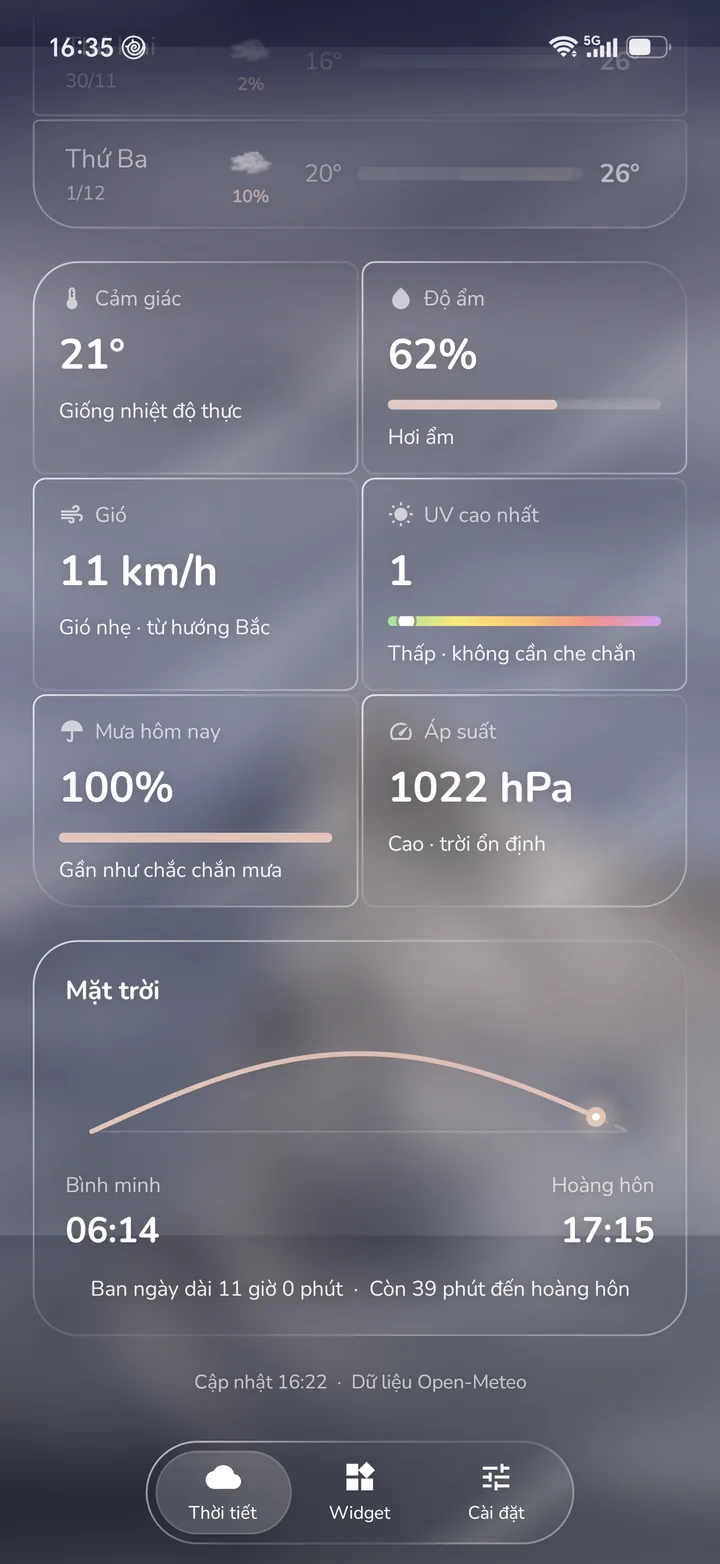 16:35
5G
30/11
2%
16°
26°
Thứ Ba
1/12
10%
20°
26°
Cảm giác
21°
Giống nhiệt độ thực
Độ ẩm
62%
Hơi ẩm
Gió
11 km/h
Gió nhẹ · từ hướng Bắc
UV cao nhất
1
Thấp · không cần che chắn
Mưa hôm nay
100%
Gần như chắc chắn mưa
Áp suất
1022 hPa
Cao · trời ổn định
Mặt trời
Bình minh
Hoàng hôn
06:14
17:15
Ban ngày dài 11 giờ 0 phút · Còn 39 phút đến hoàng hôn
Cập nhật 16:22 · Dữ liệu Open-Meteo
Thời tiết
Widget
Cài đặt